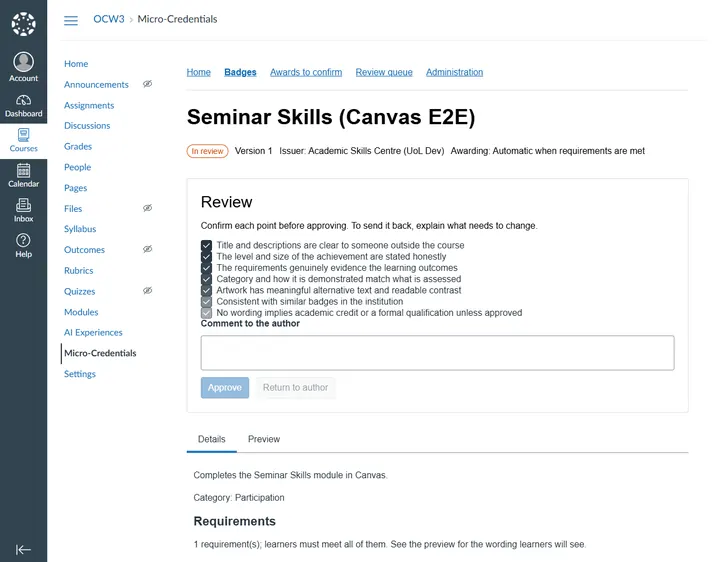 OCW3 › Micro-Credentials
Account
Dashboard
Courses
Calendar
Inbox
Help
Home
Announcements
Assignments
Discussions
Grades
People
Pages
Files
Syllabus
Outcomes
Rubrics
Quizzes
Modules
AI Experiences
Micro-Credentials
Settings
Home Badges Awards to confirm Review queue Administration
Seminar Skills (Canvas E2E)
In review Version 1 Issuer: Academic Skills Centre (UoL Dev) Awarding: Automatic when requirements are met
Review
Confirm each point before approving. To send it back, explain what needs to change.
Title and descriptions are clear to someone outside the course
The level and size of the achievement are stated honestly
The requirements genuinely evidence the learning outcomes
Category and how it is demonstrated match what is assessed
Artwork has meaningful alternative text and readable contrast
Consistent with similar badges in the institution
No wording implies academic credit or a formal qualification unless approved
Comment to the author
Approve Return to author
Details Preview
Completes the Seminar Skills module in Canvas.
Category: Participation
Requirements
1 requirement(s); learners must meet all of them. See the preview for the wording learners will see.